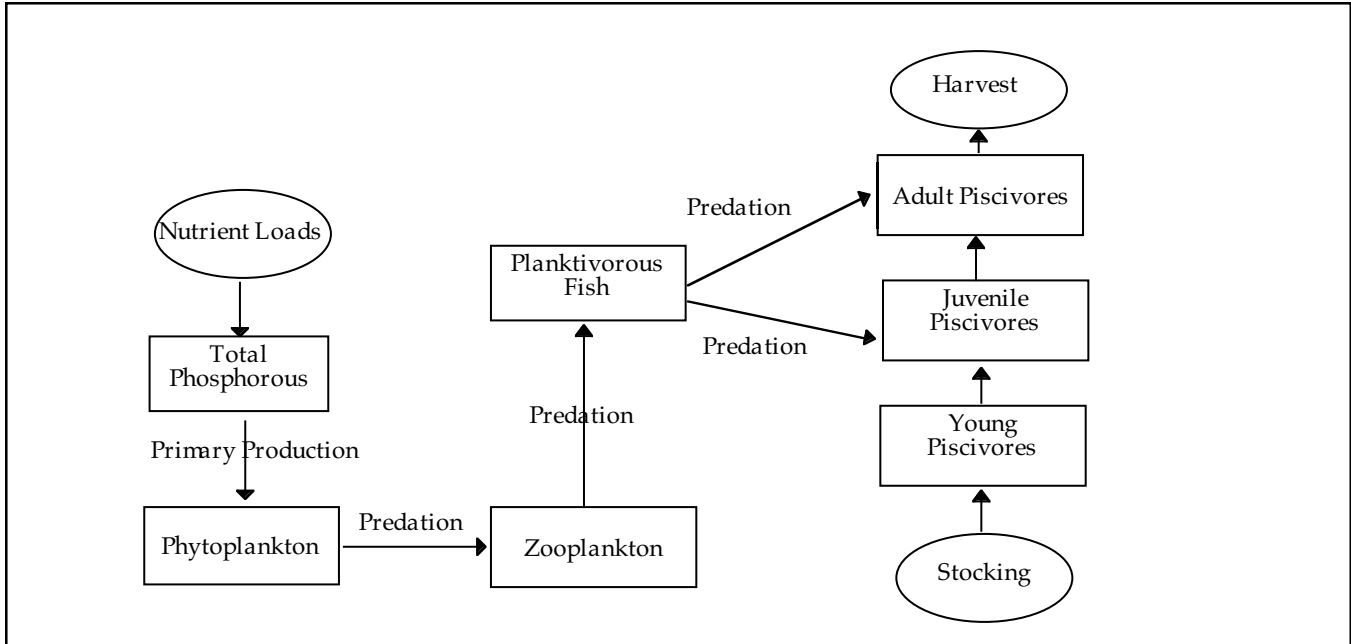 Nutrient Loads
Total
Phosphorous
Primary Production
Phytoplankton
Predation
Zooplankton
Predation
Planktivorous
Fish
Predation
Predation
Harvest
Adult Piscivores
Juvenile
Piscivores
Young
Piscivores
Stocking